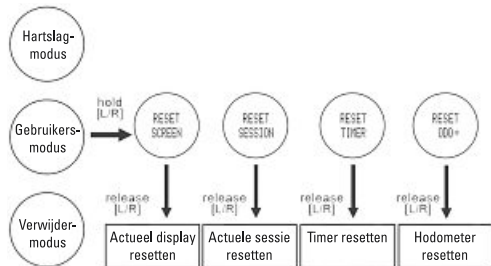 Hartslag-
modus
hold
[L/R]
Gebruikers-
modus
RESET
SCREEN
RESET
SESSION
RESET
TIMER
RESET
ODO+
Verwijder-
modus
release
[L/R]
release
[L/R]
release
[L/R]
release
[L/R]
Actueel display
resetten
Actuele sessie
resetten
Timer resetten
Hodometer
resetten